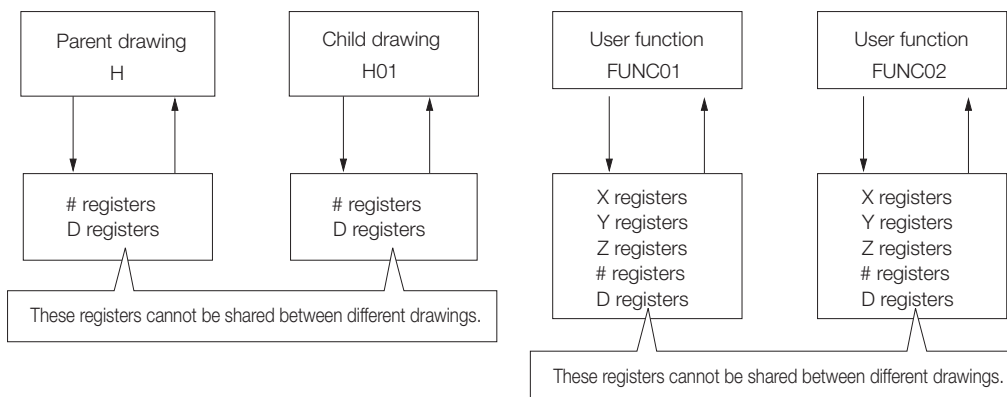 Parent drawing
H
Child drawing
H01
User function
FUNC01
User function
FUNC02
# registers
D registers
# registers
D registers
X registers
Y registers
Z registers
# registers
D registers
X registers
Y registers
Z registers
# registers
D registers
These registers cannot be shared between different drawings.
These registers cannot be shared between different drawings.